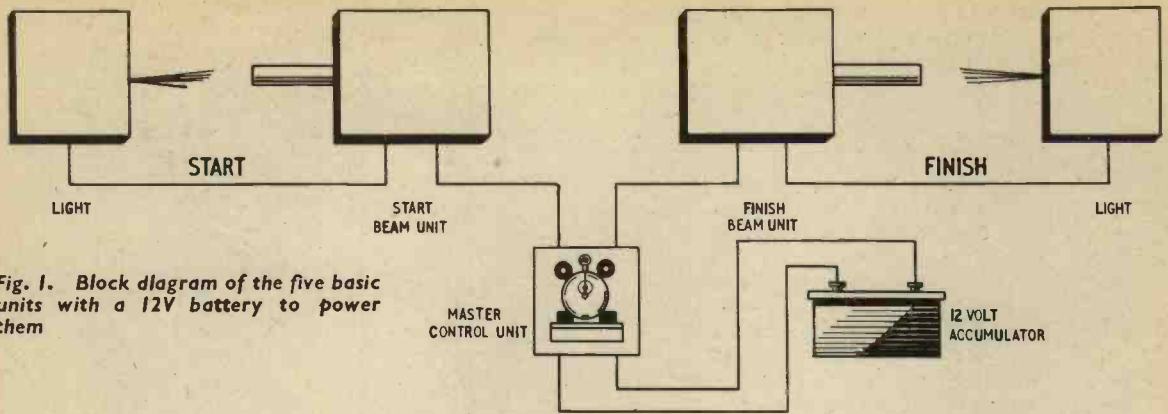 START
FINISH
LIGHT
START
BEAM UNIT
FINISH
BEAM UNIT
LIGHT
Fig. 1. Block diagram of the five basic
units with a 12V battery to power
them
MASTER
CONTROL UNIT
12 VOLT
ACCUMULATOR